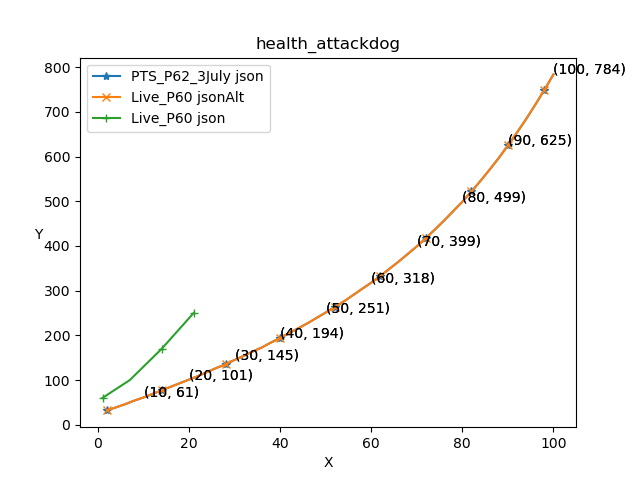 health_attackdog
PTS_P62_3July json
Live_P60 jsonAlt
Live_P60 json
800
700
600
500
400
300
200
100
0
Y
(100, 784)
(90, 625)
(80, 499)
(70, 399)
(60, 318)
(50, 251)
(40, 194)
(30, 145)
(20, 101)
(10, 61)
0 20 40 60 80 100
X